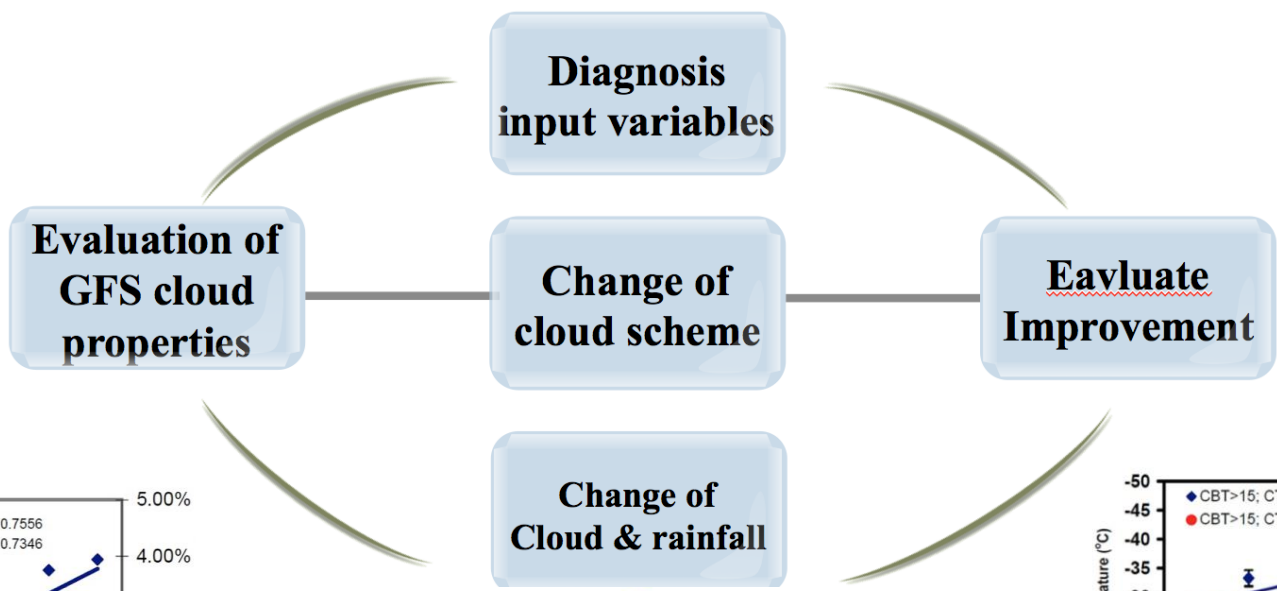 Diagnosis
input variables
Evaluation of
GFS cloud
properties
Change of
cloud scheme
Eavluate
Improvement
Change of
Cloud & rainfall
5.00%
0.7556
0.7346
4.00%
-50
-45
-40
-35
CBT>15;
CBT>15;
(°C)